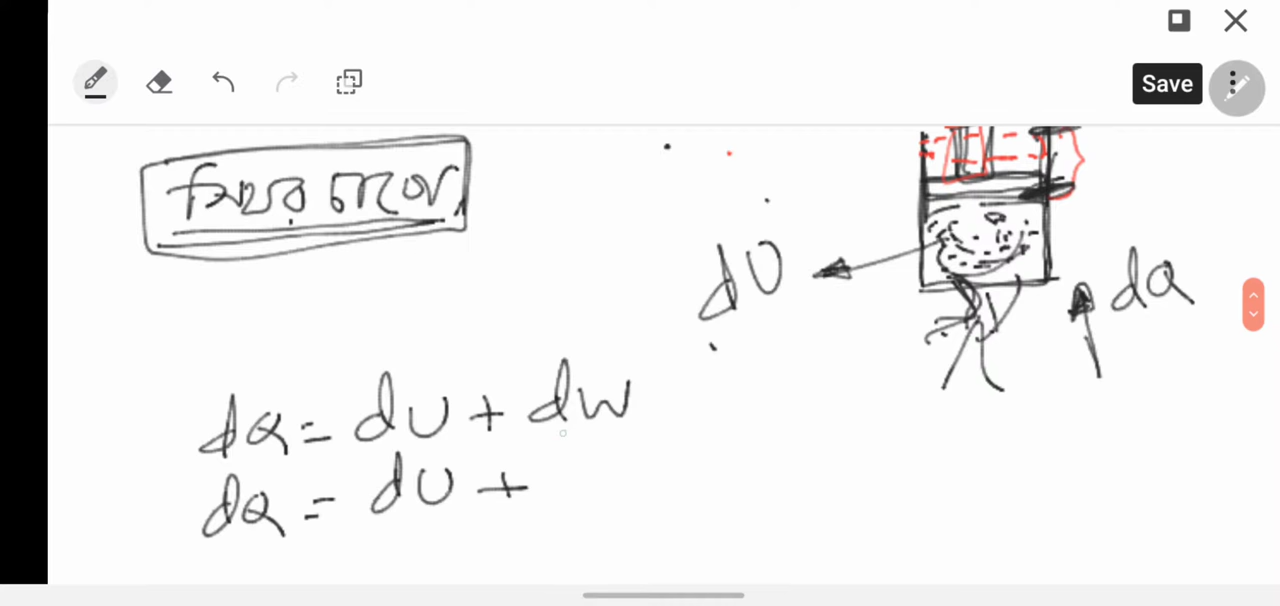 Save
dU
dQ
dQ = dU + dW
dQ = dU +